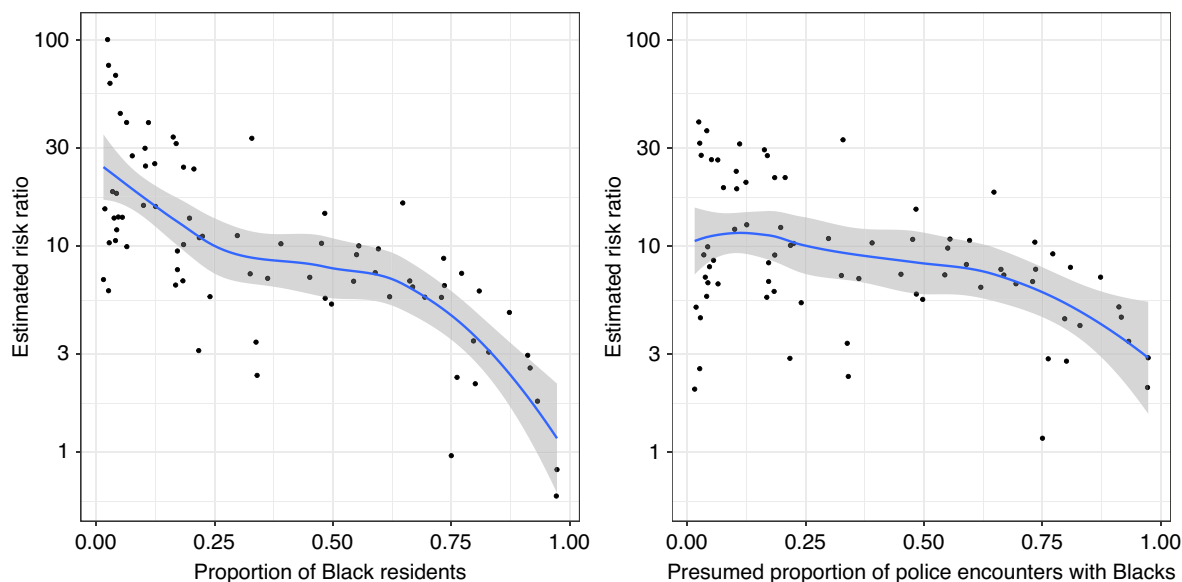 100
30
10
3
1
Estimated risk ratio
0.00 0.25 0.50 0.75 1.00
Proportion of Black residents
100
30
10
3
1
Estimated risk ratio
0.00 0.25 0.50 0.75 1.00
Presumed proportion of police encounters with Blacks